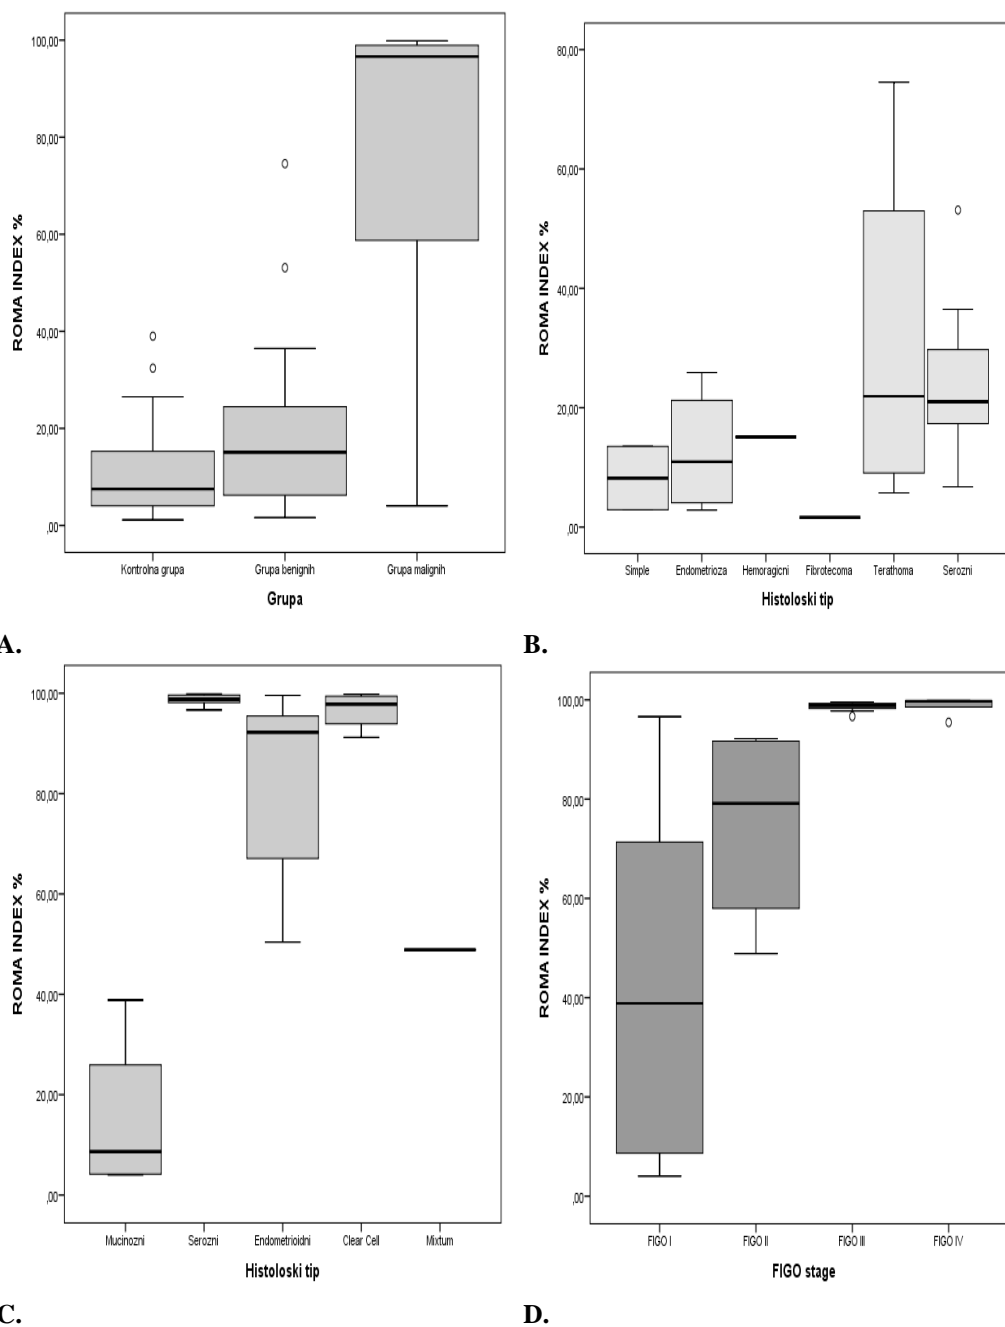 100,00
80,00
60,00
40,00
20,00
,00
ROMA INDEX %
Kontrolna grupa
Grupa benignih
Grupa malignih
Grupa
A.
80,00
60,00
40,00
20,00
,00
ROMA INDEX %
Simple
Endometrioza
Hemoragicni
Fibrotecoma
Terathoma
Serozni
Histoloski tip
B.
100,00
80,00
60,00
40,00
20,00
,00
ROMA INDEX %
Mucinozni
Serozni
Endometrioidni
Clear Cell
Mixtum
Histoloski tip
C.
100,00
80,00
60,00
40,00
20,00
,00
ROMA INDEX %
FIGO I
FIGO II
FIGO III
FIGO IV
FIGO stage
D.